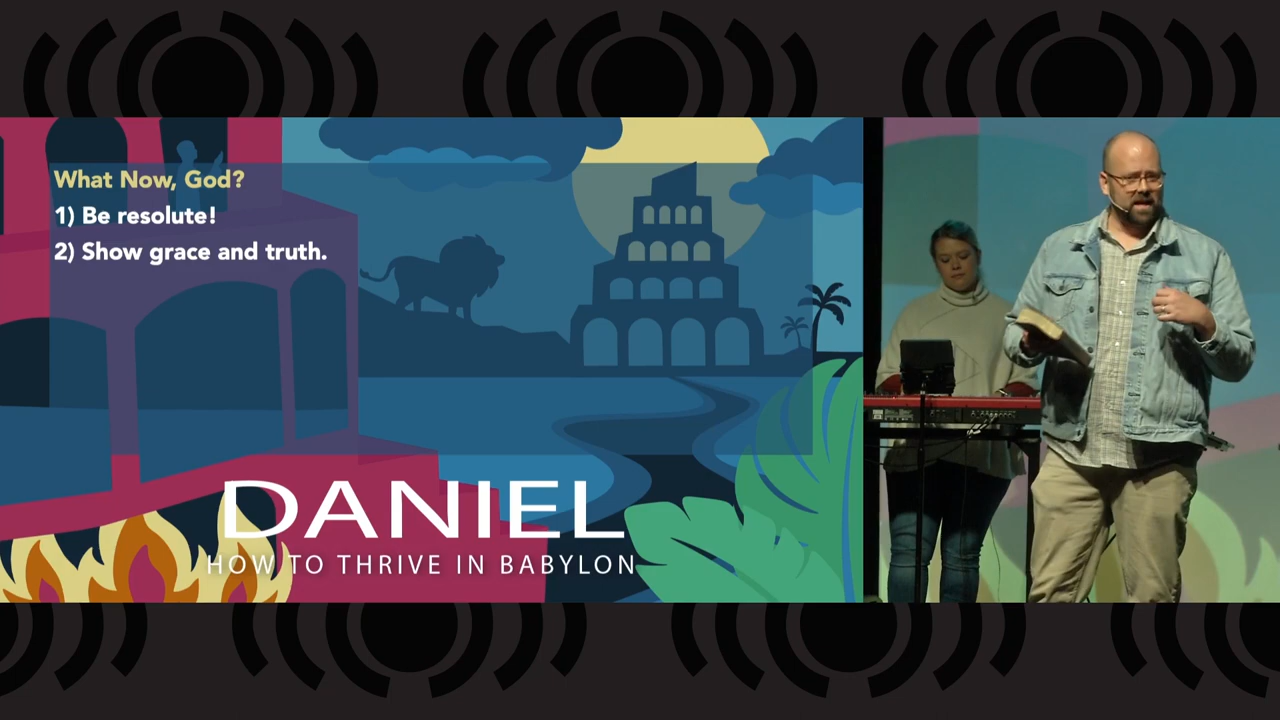 What Now, God?
1) Be resolute!
2) Show grace and truth.
DANIEL
HOW TO THRIVE IN BABYLON